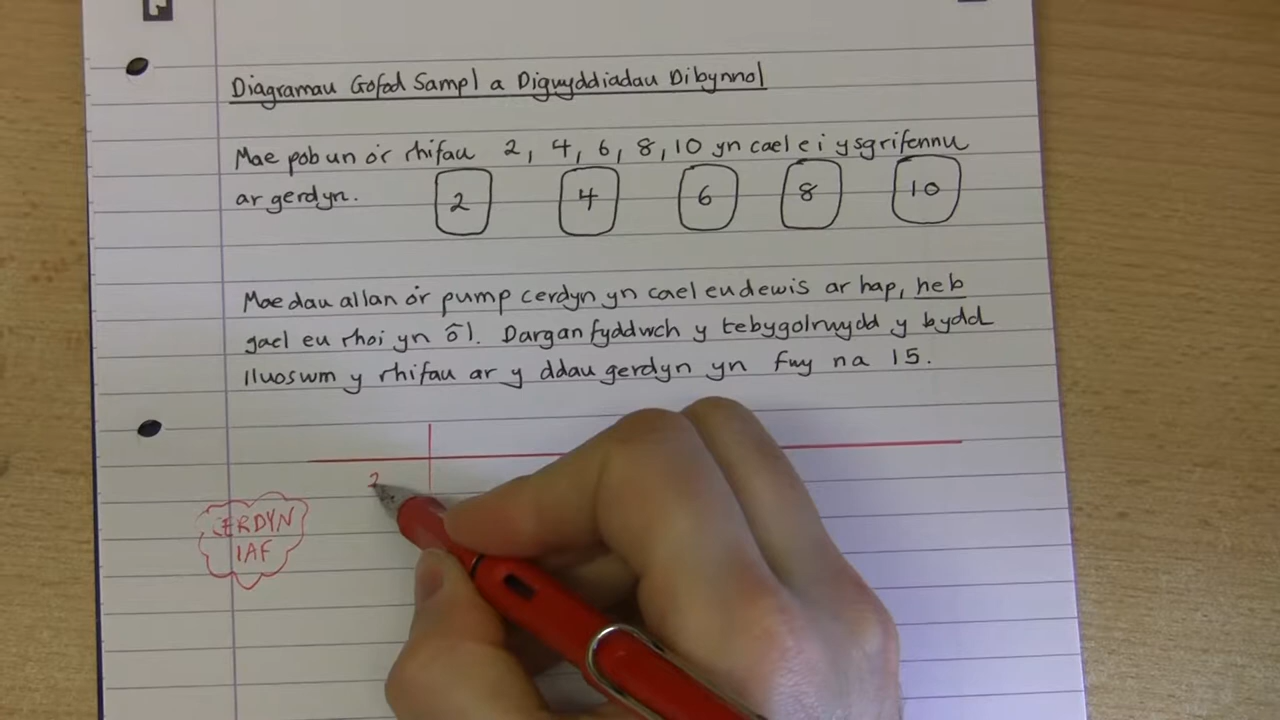 Diagramau Gofod Sampl a Digwyddiadau Dibynnol
Mae pob un o'r rhifau 2, 4, 6, 8, 10 yn cael ei ysgrifennu
ar gerdyn. 2 4 6 8 10
Mae dau allan o'r pump cerdyn yn cael eu dewis ar hap, heb
gael eu rhoi yn ôl. Darganfyddwch y tebygolrwydd y bydd
lluoswm y rhifau ar y ddau gerdyn yn fwy na 15.
2
CERDYN
1AF